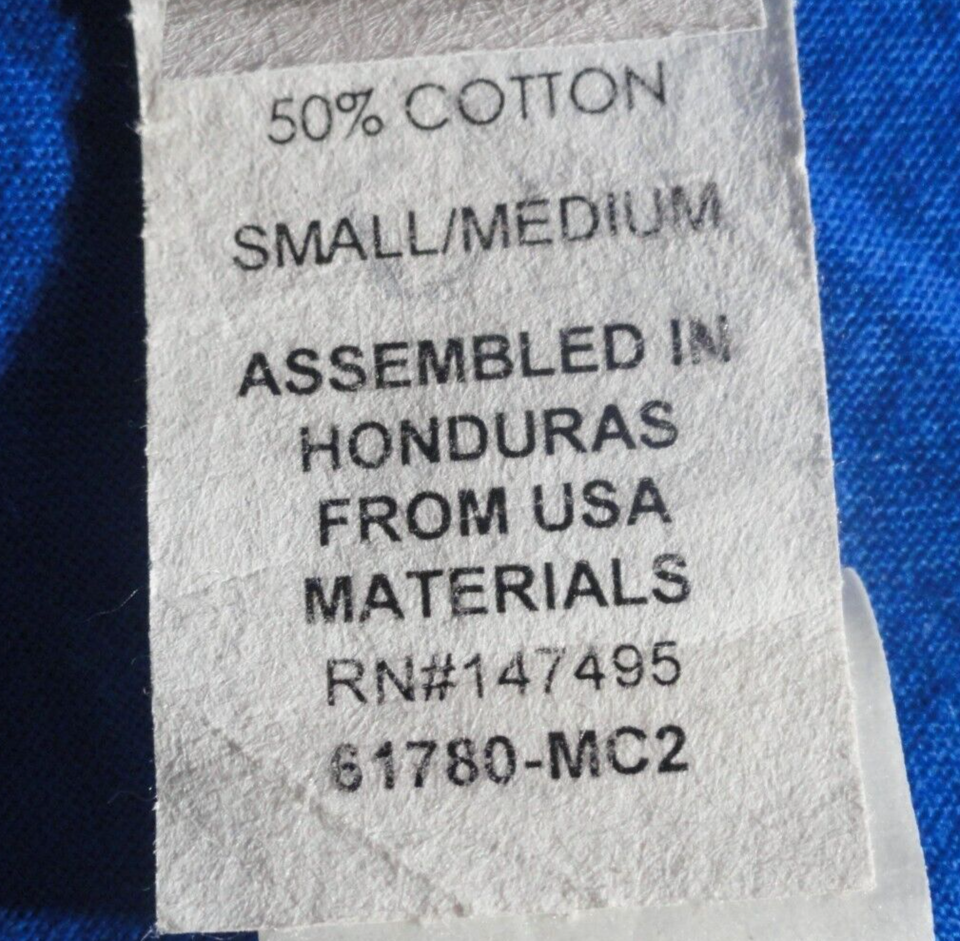 50% COTTON
SMALL/MEDIUM
ASSEMBLED IN
HONDURAS
FROM USA
MATERIALS
RN#147495
61780-MC2